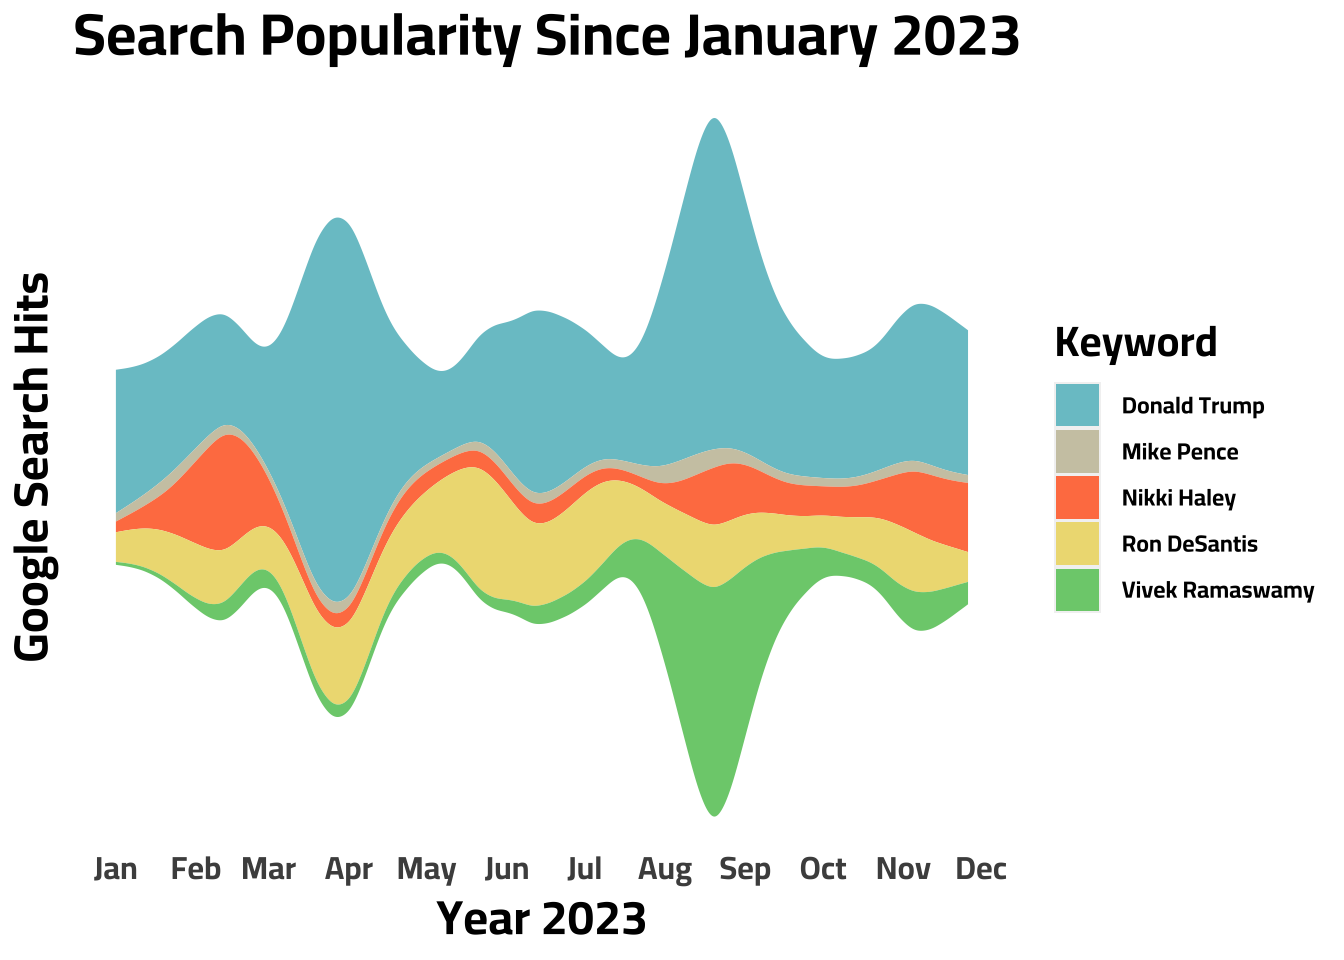 Search Popularity Since January 2023
Google Search Hits
Keyword
Donald Trump
Mike Pence
Nikki Haley
Ron DeSantis
Vivek Ramaswamy
Jan Feb Mar Apr May Jun Jul Aug Sep Oct Nov Dec
Year 2023